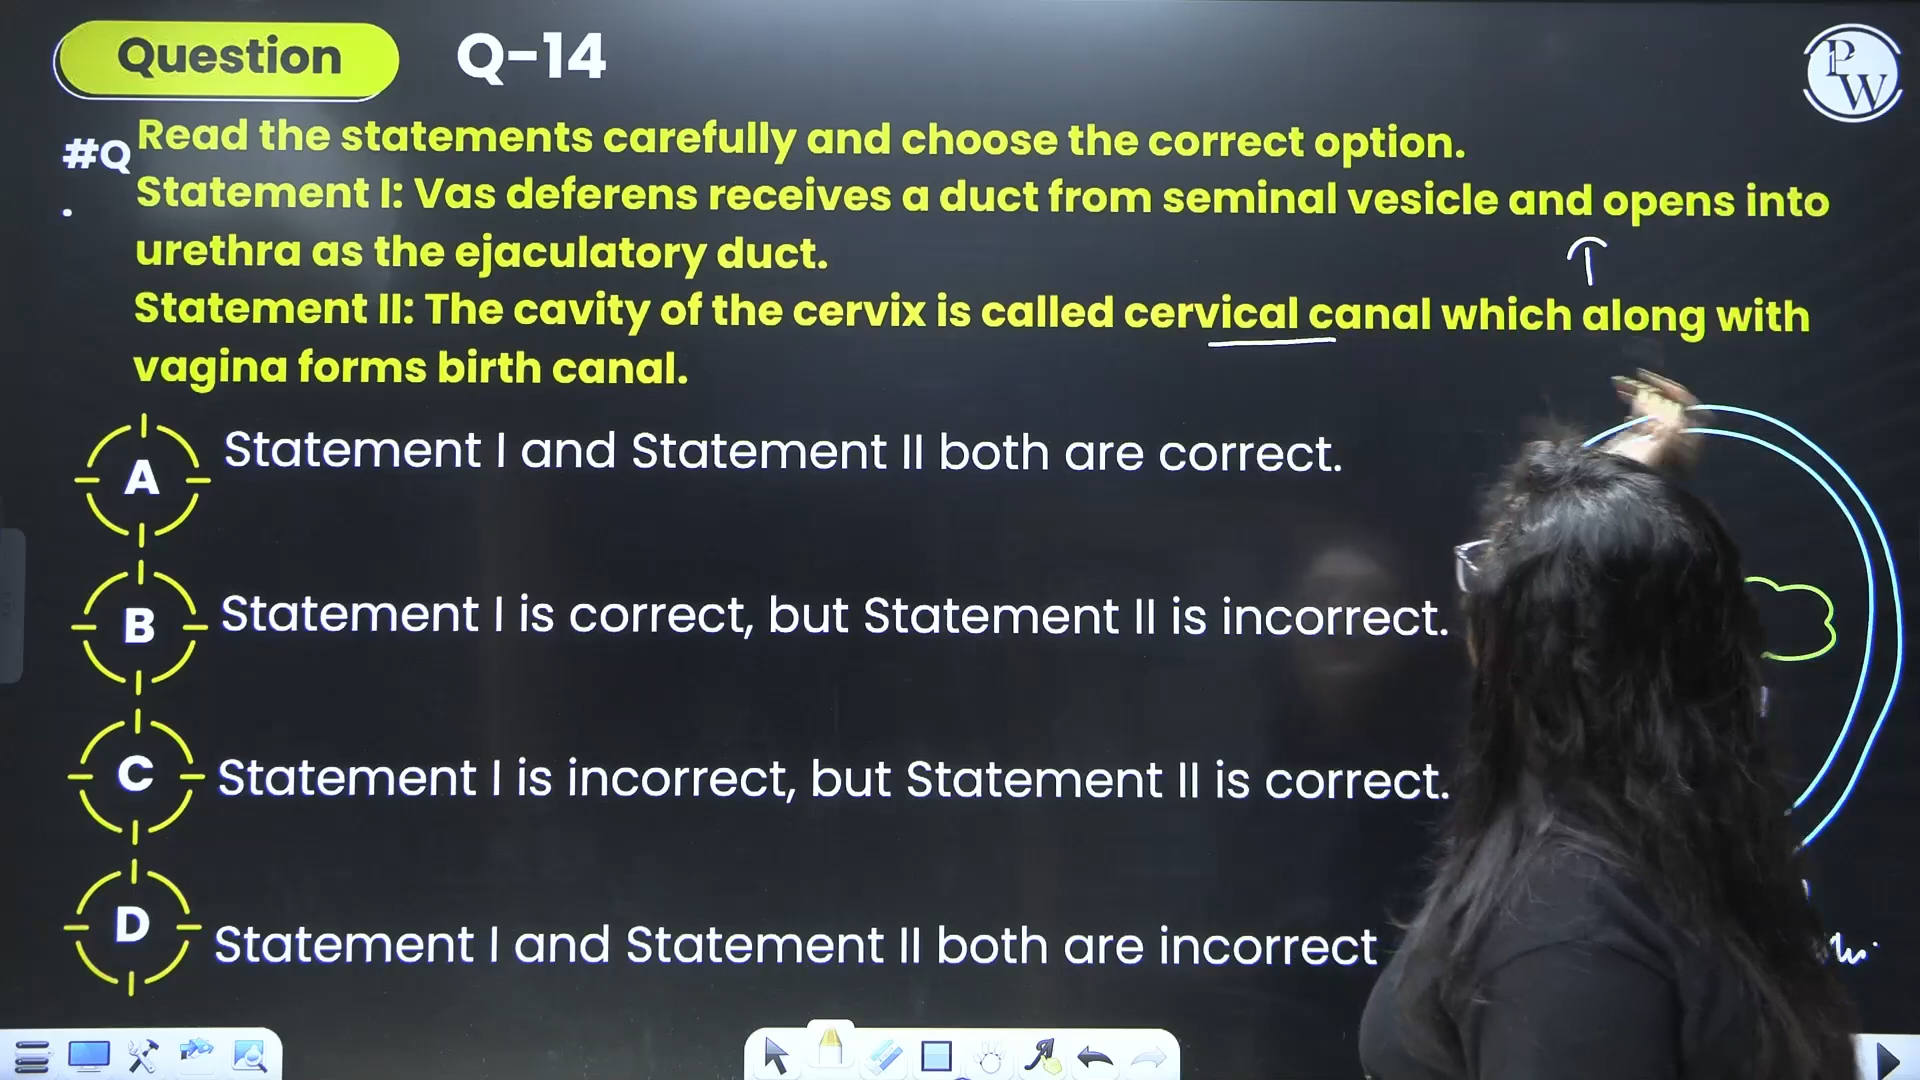 Question Q-14
PW
#Q. Read the statements carefully and choose the correct option.
Statement I: Vas deferens receives a duct from seminal vesicle and opens into
urethra as the ejaculatory duct.
Statement II: The cavity of the cervix is called cervical canal which along with
vagina forms birth canal.
A Statement I and Statement II both are correct.
B Statement I is correct, but Statement II is incorrect.
C Statement I is incorrect, but Statement II is correct.
D Statement I and Statement II both are incorrect